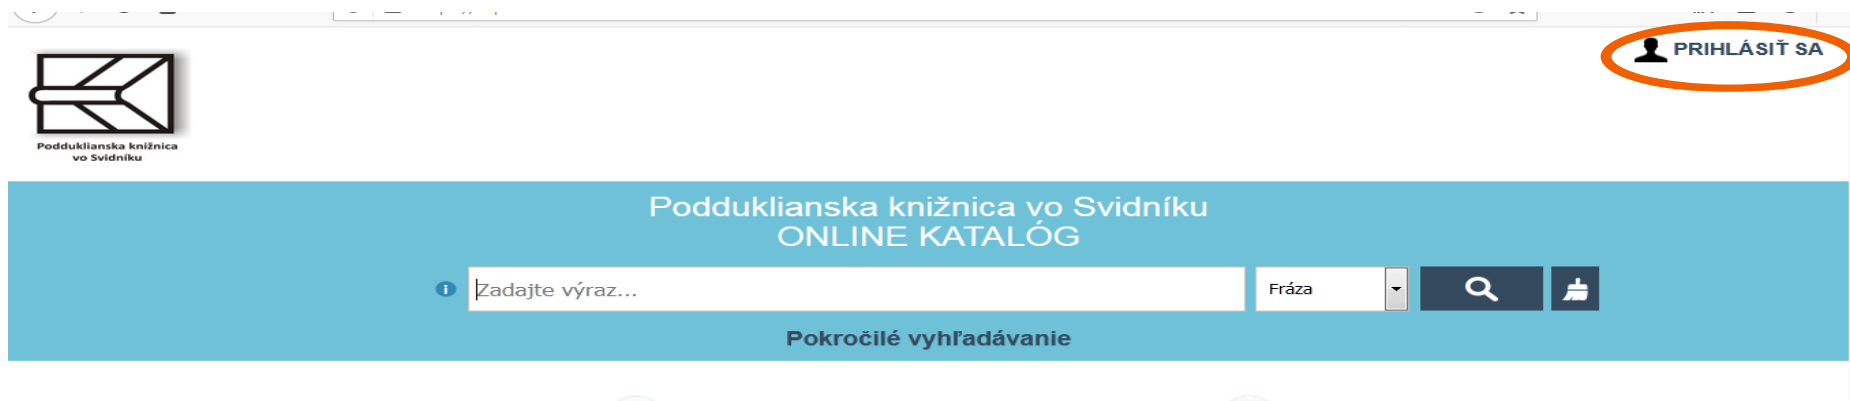 PRIHLÁSIŤ SA
Podduklianska knižnica
vo Svidníku
Podduklianska knižnica vo Svidníku
ONLINE KATALÓG
Zadajte výraz...
Fráza
Pokročilé vyhľadávanie